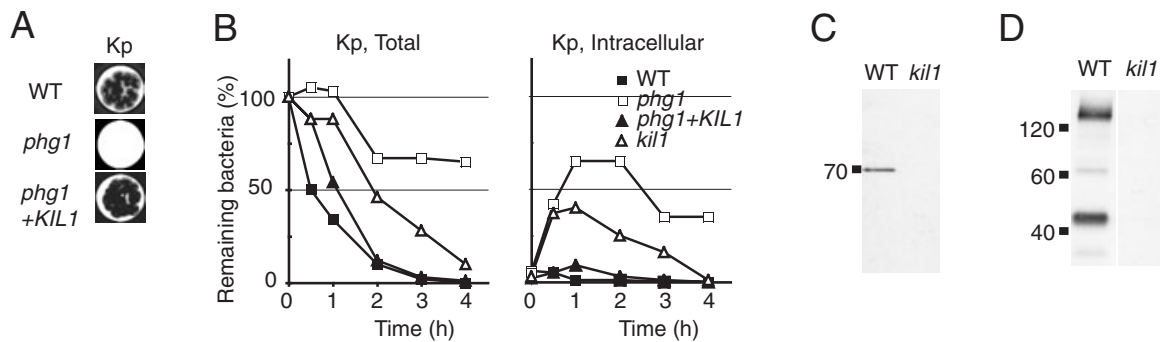 A
Kp
WT
phg1
phg1
+KIL1
B
Kp, Total
Remaining bacteria (%)
100
50
0
0 1 2 3 4
Time (h)
Kp, Intracellular
WT
phg1
phg1+KIL1
kil1
0 1 2 3 4
Time (h)
C
WT kil1
70
D
WT kil1
120
60
40